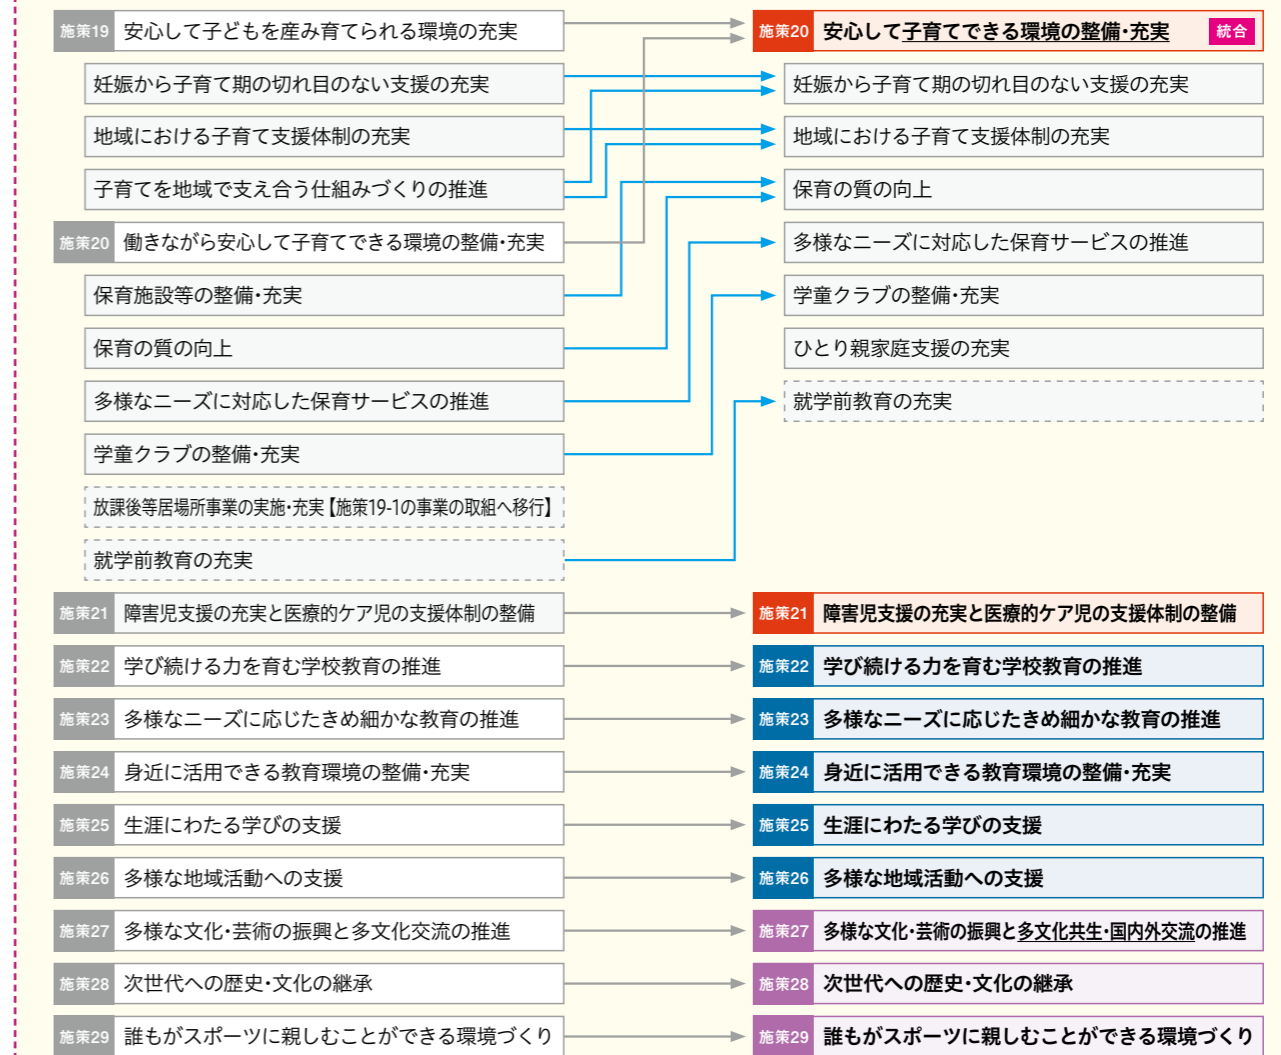 施策19 安心して子どもを産み育てられる環境の充実
妊娠から子育て期の切れ目のない支援の充実
地域における子育て支援体制の充実
子育てを地域で支え合う仕組みづくりの推進
施策20 働きながら安心して子育てできる環境の整備・充実
保育施設等の整備・充実
保育の質の向上
多様なニーズに対応した保育サービスの推進
学童クラブの整備・充実
放課後等居場所事業の実施・充実【施策19-1の事業の取組へ移行】
就学前教育の充実
施策21 障害児支援の充実と医療的ケア児の支援体制の整備
施策22 学び続ける力を育む学校教育の推進
施策23 多様なニーズに応じたきめ細かな教育の推進
施策24 身近に活用できる教育環境の整備・充実
施策25 生涯にわたる学びの支援
施策26 多様な地域活動への支援
施策27 多様な文化・芸術の振興と多文化交流の推進
施策28 次世代への歴史・文化の継承
施策29 誰もがスポーツに親しむことができる環境づくり
施策20 安心して子育てできる環境の整備・充実 統合
妊娠から子育て期の切れ目のない支援の充実
地域における子育て支援体制の充実
保育の質の向上
多様なニーズに対応した保育サービスの推進
学童クラブの整備・充実
ひとり親家庭支援の充実
就学前教育の充実
施策21 障害児支援の充実と医療的ケア児の支援体制の整備
施策22 学び続ける力を育む学校教育の推進
施策23 多様なニーズに応じたきめ細かな教育の推進
施策24 身近に活用できる教育環境の整備・充実
施策25 生涯にわたる学びの支援
施策26 多様な地域活動への支援
施策27 多様な文化・芸術の振興と多文化共生・国内外交流の推進
施策28 次世代への歴史・文化の継承
施策29 誰もがスポーツに親しむことができる環境づくり